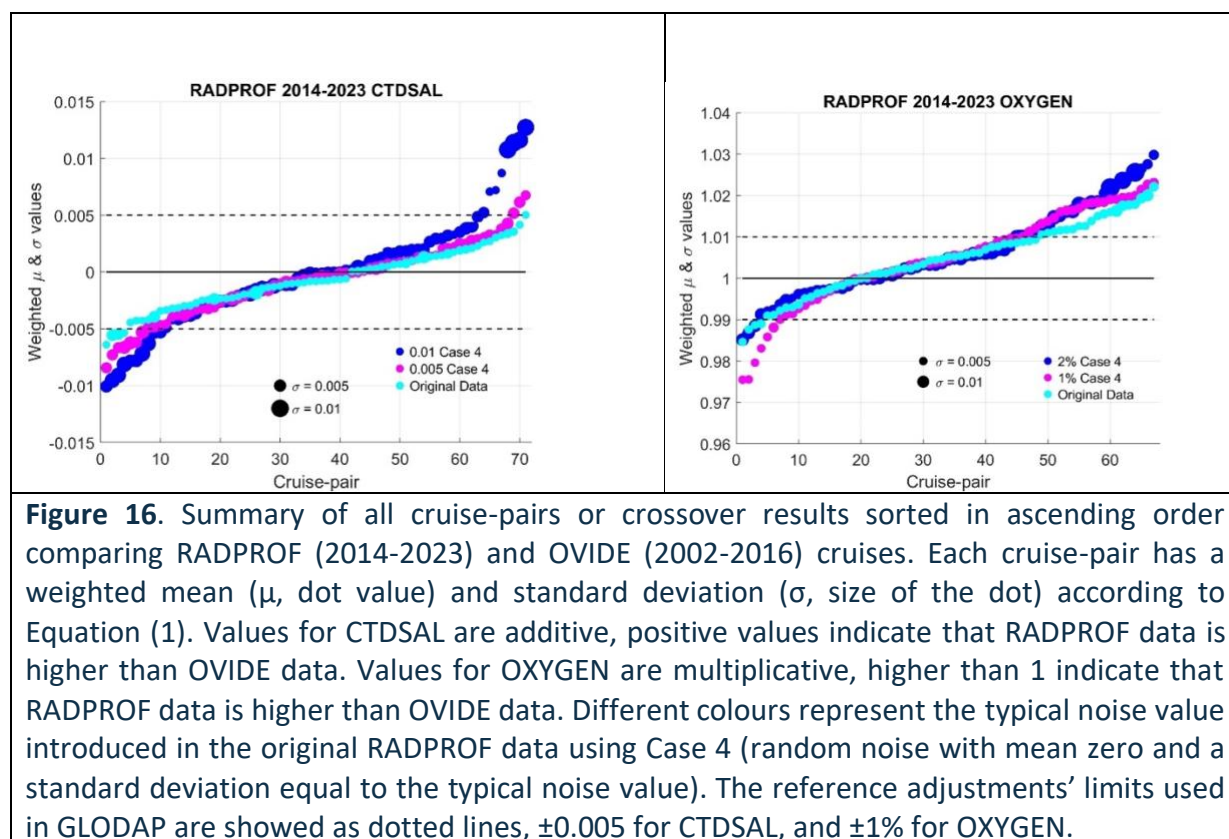 RADPROF 2014-2023 CTDSAL
0.015
0.01
0.005
0
-0.005
-0.01
-0.015
Weighted μ & σ values
0.01 Case 4
0.005 Case 4
Original Data
σ = 0.005
σ = 0.01
0 10 20 30 40 50 60 70
Cruise-pair
RADPROF 2014-2023 OXYGEN
1.04
1.03
1.02
1.01
1
0.99
0.98
0.97
0.96
Weighted μ & σ values
σ = 0.005
σ = 0.01
2% Case 4
1% Case 4
Original Data
0 10 20 30 40 50 60
Cruise-pair
Figure 16. Summary of all cruise-pairs or crossover results sorted in ascending order
comparing RADPROF (2014-2023) and OVIDE (2002-2016) cruises. Each cruise-pair has a
weighted mean (μ, dot value) and standard deviation (σ, size of the dot) according to
Equation (1). Values for CTDSAL are additive, positive values indicate that RADPROF data is
higher than OVIDE data. Values for OXYGEN are multiplicative, higher than 1 indicate that
RADPROF data is higher than OVIDE data. Different colours represent the typical noise value
introduced in the original RADPROF data using Case 4 (random noise with mean zero and a
standard deviation equal to the typical noise value). The reference adjustments’ limits used
in GLODAP are showed as dotted lines, ±0.005 for CTDSAL, and ±1% for OXYGEN.